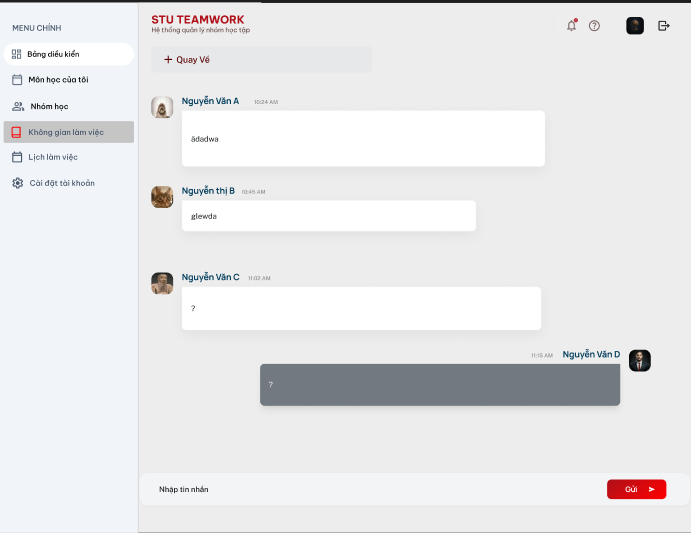 MENU CHÍNH
Bảng diều kiển
Môn học của tôi
Nhóm học
Không gian làm việc
Lịch làm việc
Cài đặt tài khoản
STU TEAMWORK
Hệ thống quản lý nhóm học tập
+ Quay Về
Nguyễn Văn A 10:24 AM
ădadwa
Nguyễn thị B 10:45 AM
glewda
Nguyễn Văn C 11:02 AM
?
11:15 AM Nguyễn Văn D
?
Nhập tin nhắn
Gửi